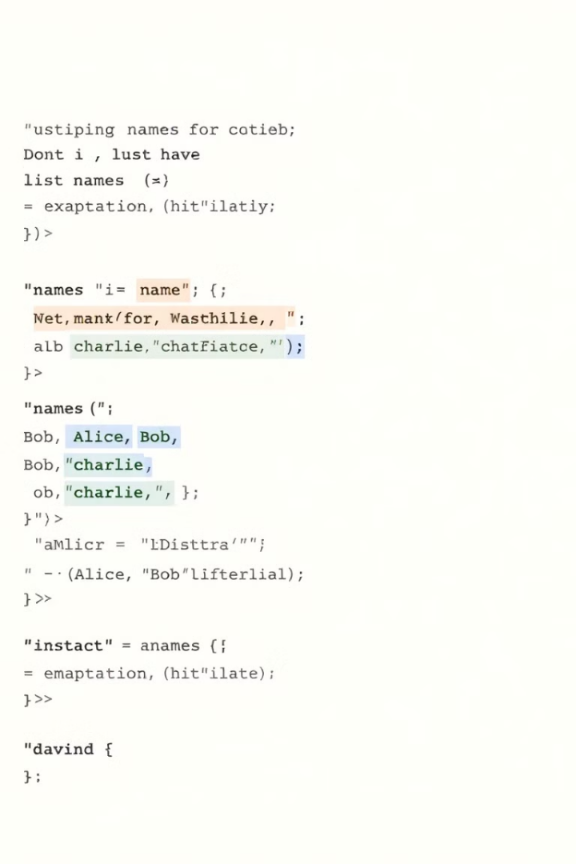 "ustiping names for cotieb;
Dont i , lust have
list names (≍)
= exaptation, (hit"ilatiy;
})>
"names "i= name"; {;
Net,mank/for, Wasthilie,, ";
alb charlie,"chatfiatce,"');
}>
"names (";
Bob, Alice, Bob,
Bob,"charlie,
ob,"charlie,", };
}")>
"aMlicr =
" -· (Alice, "Bob"lifterlial);
}>>
"instact" = anames {;
= emaptation, (hit"ilate);
}>>
"davind {
};